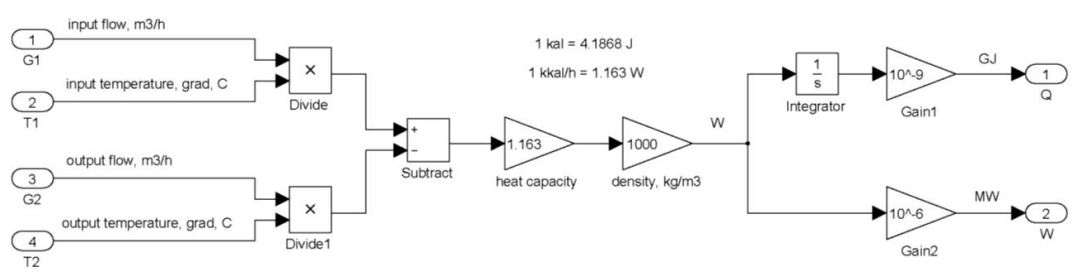 input flow, m3/h
1
G1
input temperature, grad, C
2
T1
×
Divide
output flow, m3/h
3
G2
output temperature, grad, C
4
T2
×
Divide1
+
−
Subtract
1 kal = 4.1868 J
1 kkal/h = 1.163 W
1.163
heat capacity
1000
density, kg/m3
W
1
s
Integrator
10^-9
Gain1
GJ
1
Q
10^-6
Gain2
MW
2
W